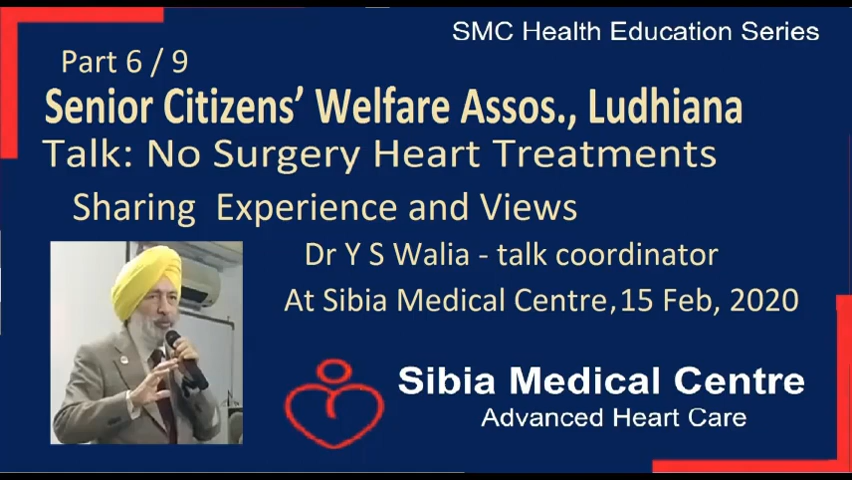 SMC Health Education Series
Part 6 / 9
Senior Citizens’ Welfare Assos., Ludhiana
Talk: No Surgery Heart Treatments
Sharing Experience and Views
Dr Y S Walia - talk coordinator
At Sibia Medical Centre, 15 Feb, 2020
Sibia Medical Centre
Advanced Heart Care